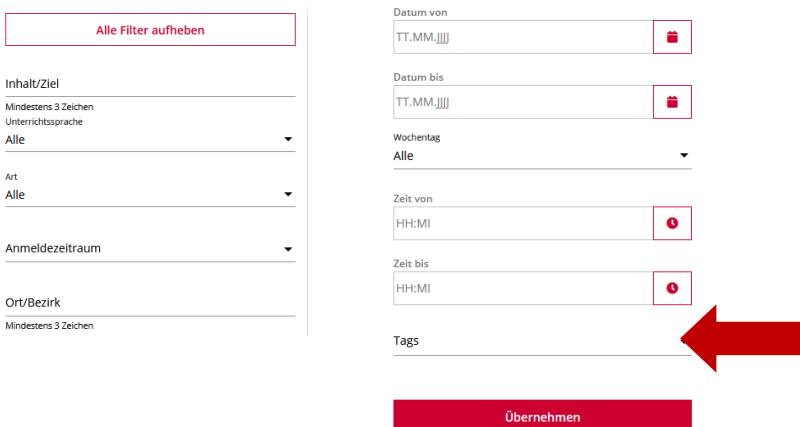 Alle Filter aufheben
Inhalt/Ziel
Mindestens 3 Zeichen
Unterrichtssprache
Alle
Art
Alle
Anmeldezeitraum
Ort/Bezirk
Mindestens 3 Zeichen
Datum von
TT.MM.JJJJ
Datum bis
TT.MM.JJJJ
Wochentag
Alle
Zeit von
HH:MI
Zeit bis
HH:MI
Tags
Übernehmen